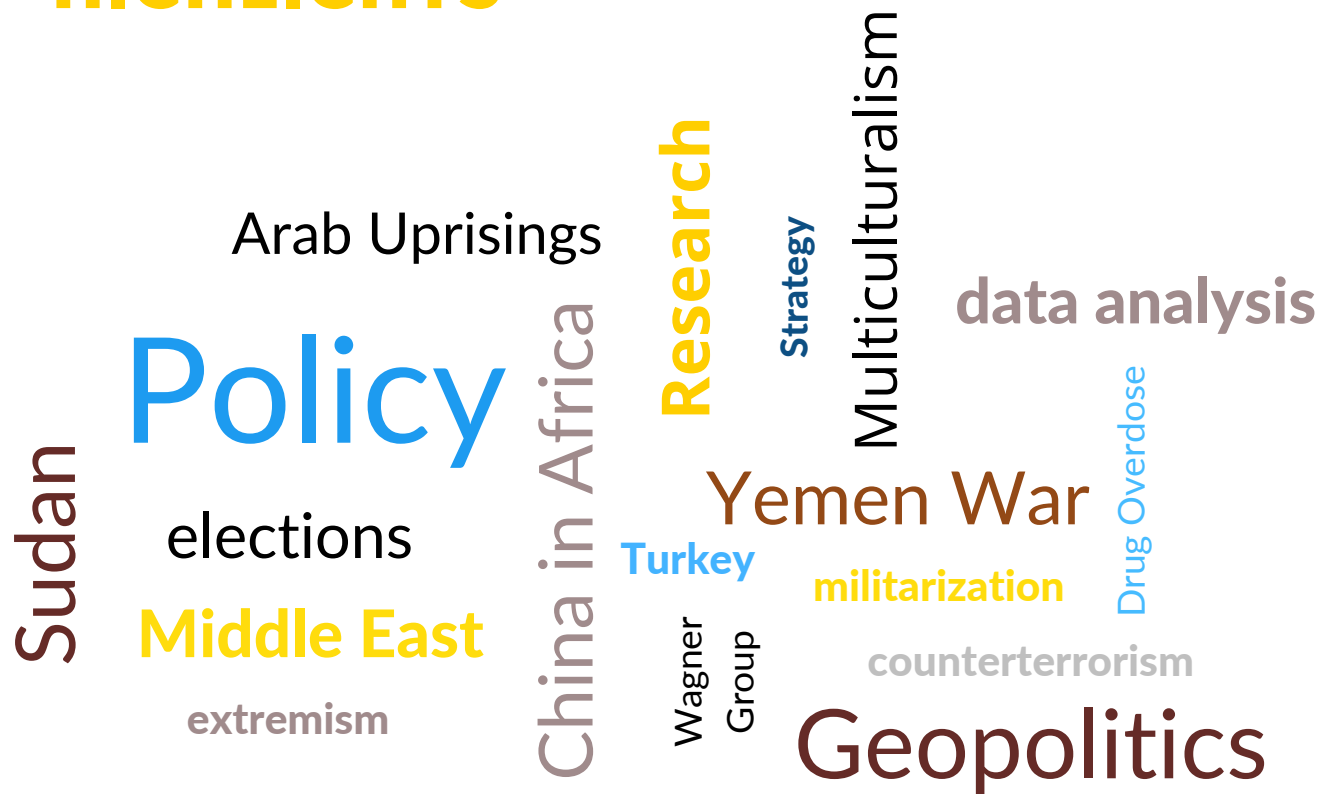 Multiculturalism
Research
Arab Uprisings
Strategy
data analysis
China in Africa
Policy
Drug Overdose
Sudan
Yemen War
elections
Turkey
militarization
Middle East
Wagner
Group
counterterrorism
extremism
Geopolitics